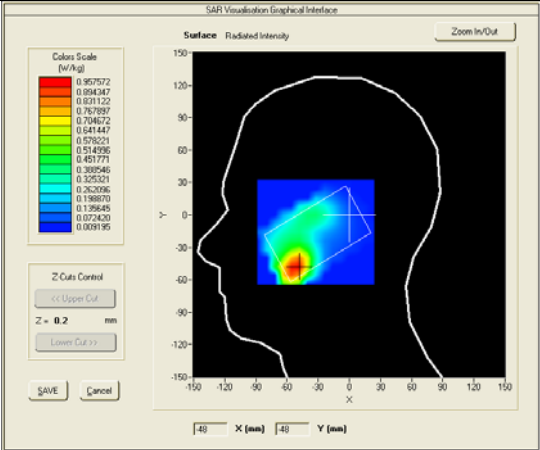 SAR Visualisation Graphical Interface
Surface Radiated Intensity
Zoom In/Out
Colors Scale
(W/kg)
0.957572
0.894347
0.831122
0.767897
0.704672
0.641447
0.578221
0.514996
0.451771
0.388546
0.325321
0.262096
0.198870
0.135645
0.072420
0.009195
Z-Cuts Control
<< Upper Cut
Z = 0.2 mm
Lower Cut >>
SAVE Cancel
150
120
90
60
30
0
-30
-60
-90
-120
-150
Y
-150 -120 -90 -60 -30 0 30 60 90 120 150
X
-48 X (mm) -48 Y (mm)